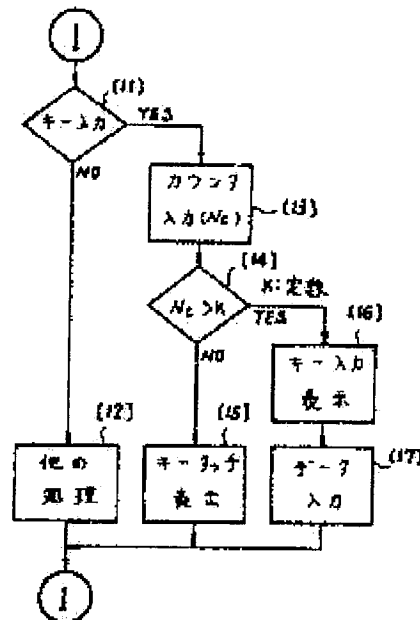 1
(11)
キー入力
YES
NO
カウンタ
入力(Nc)
(13)
(14)
K:定数
Nc>K
YES
NO
(16)
キー入力
表示
(12)
他の
処理
(15)
キータッチ
表示
(17)
データ
入力
1